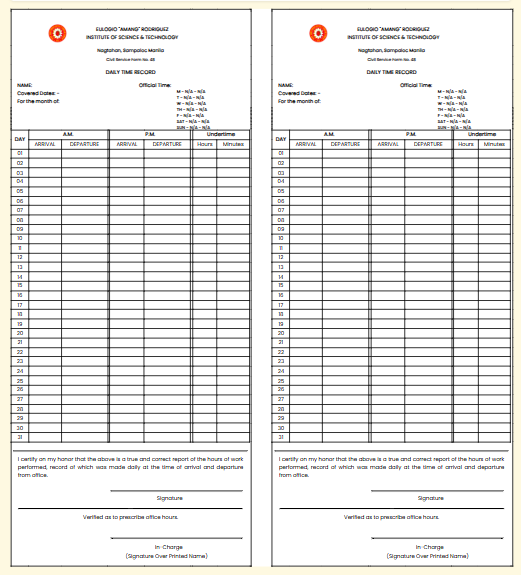 EULOGIO "AMANG" RODRIGUEZ
INSTITUTE OF SCIENCE & TECHNOLOGY
Nagtahan, Sampaloc Manila
Civil Service Form No. 48
DAILY TIME RECORD
NAME:
Official Time:
Covered Dates: -
For the month of:
M - N/A - N/A
T - N/A - N/A
W - N/A - N/A
TH - N/A - N/A
F - N/A - N/A
SAT - N/A - N/A
SUN - N/A - N/A
DAY A.M. P.M. Undertime
ARRIVAL DEPARTURE ARRIVAL DEPARTURE Hours Minutes
01
02
03
04
05
06
07
08
09
10
11
12
13
14
15
16
17
18
19
20
21
22
23
24
25
26
27
28
29
30
31
I certify on my honor that the above is a true and correct report of the hours of work
performed, record of which was made daily at the time of arrival and departure
from office.
Signature
Verified as to prescribe office hours.
In-Charge
(Signature Over Printed Name)
EULOGIO "AMANG" RODRIGUEZ
INSTITUTE OF SCIENCE & TECHNOLOGY
Nagtahan, Sampaloc Manila
Civil Service Form No. 48
DAILY TIME RECORD
NAME:
Official Time:
Covered Dates: -
For the month of:
M - N/A - N/A
T - N/A - N/A
W - N/A - N/A
TH - N/A - N/A
F - N/A - N/A
SAT - N/A - N/A
SUN - N/A - N/A
DAY A.M. P.M. Undertime
ARRIVAL DEPARTURE ARRIVAL DEPARTURE Hours Minutes
01
02
03
04
05
06
07
08
09
10
11
12
13
14
15
16
17
18
19
20
21
22
23
24
25
26
27
28
29
30
31
I certify on my honor that the above is a true and correct report of the hours of work
performed, record of which was made daily at the time of arrival and departure
from office.
Signature
Verified as to prescribe office hours.
In-Charge
(Signature Over Printed Name)